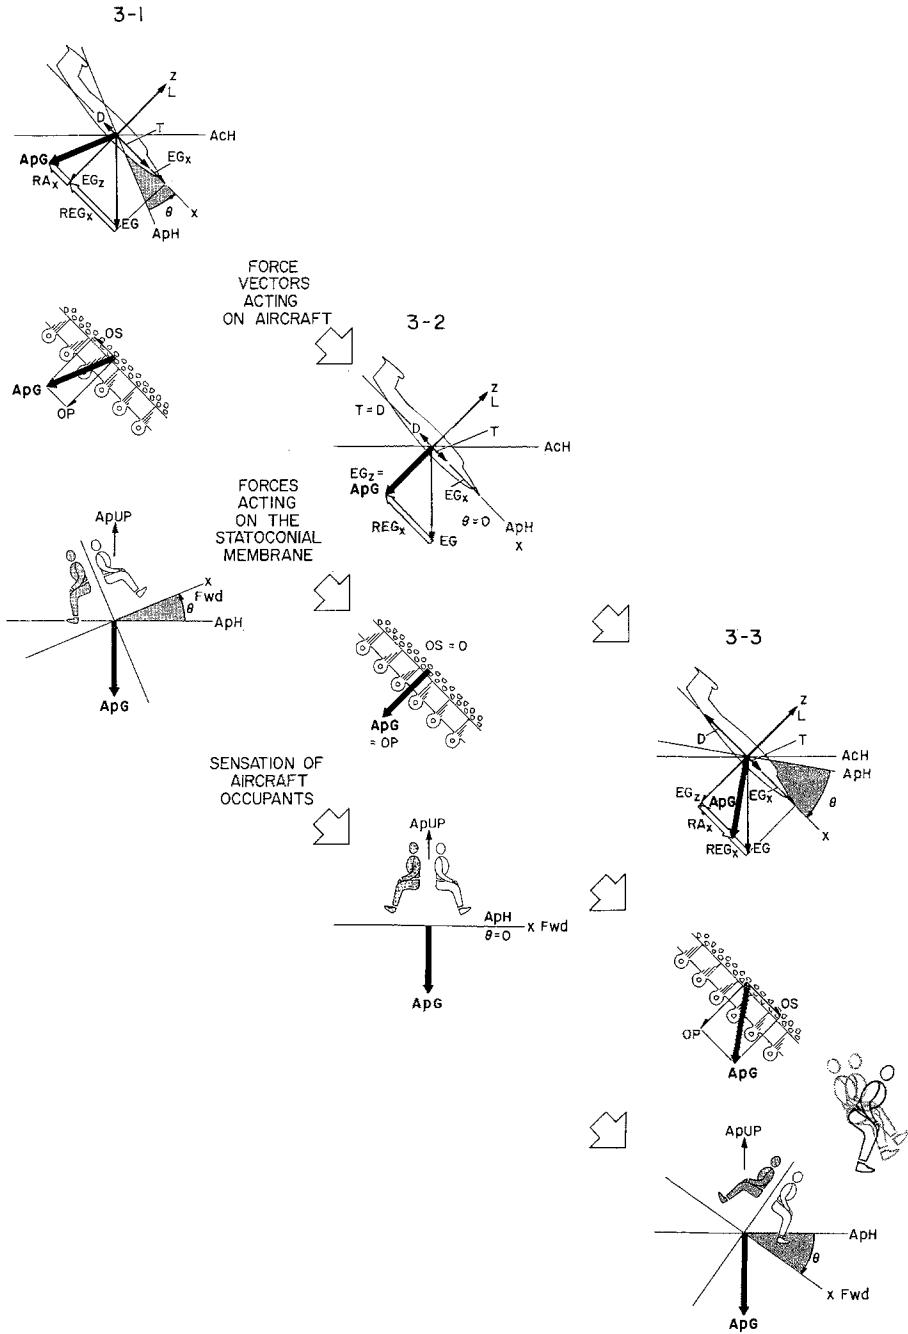 3-1
Z
L
D
T
AcH
ApG
EGx
RAx
EGz
REGx
θ
x
EG
ApH
FORCE
VECTORS
ACTING
ON AIRCRAFT
OS
ApG
OP
3-2
Z
L
T = D
D
T
AcH
EGz =
ApG
EGx
REGx
θ=0
ApH
x
EG
FORCES
ACTING
ON THE
STATOCONIAL
MEMBRANE
ApUP
x
Fwd
θ
ApH
ApG
OS = 0
ApG
= OP
3-3
Z
L
D
T
AcH
ApH
EGz
ApG
EGx
θ
RAx
x
REGx
EG
SENSATION OF
AIRCRAFT
OCCUPANTS
ApUP
ApH
θ=0
x Fwd
ApG
OS
OP
ApG
ApUP
ApH
θ
x Fwd
ApG